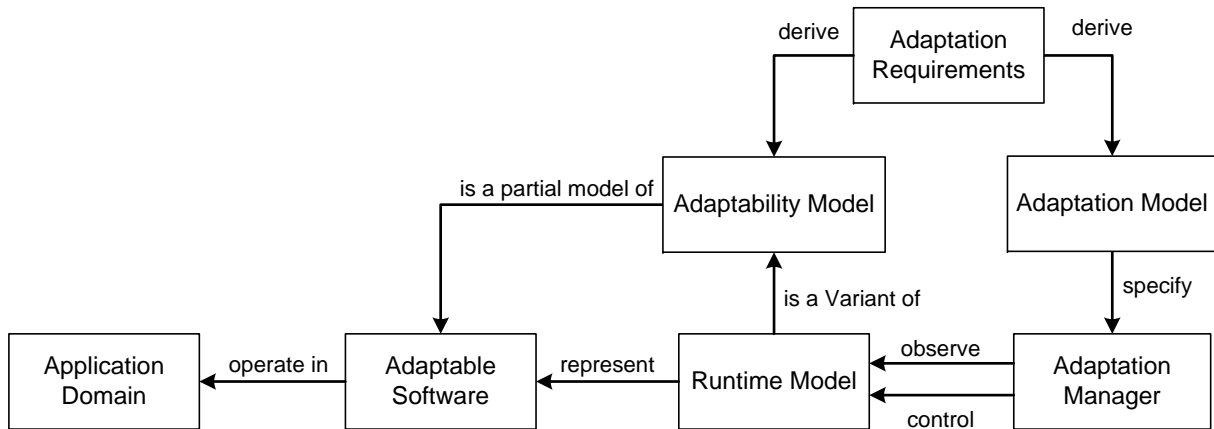 derive
Adaptation
Requirements
derive
is a partial model of
Adaptability Model
Adaptation Model
is a Variant of
specify
Application
Domain
operate in
Adaptable
Software
represent
Runtime Model
observe
control
Adaptation
Manager